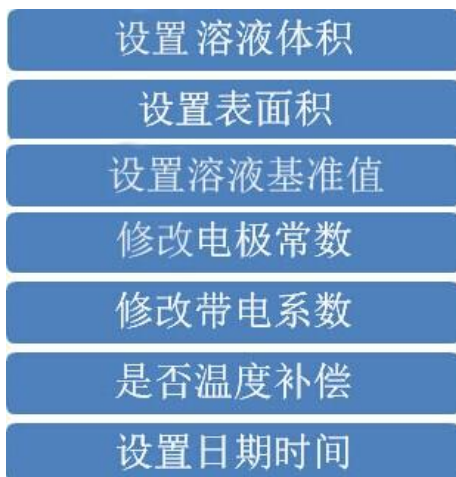 设置溶液体积
设置表面积
设置溶液基准值
修改电极常数
修改带电系数
是否温度补偿
设置日期时间